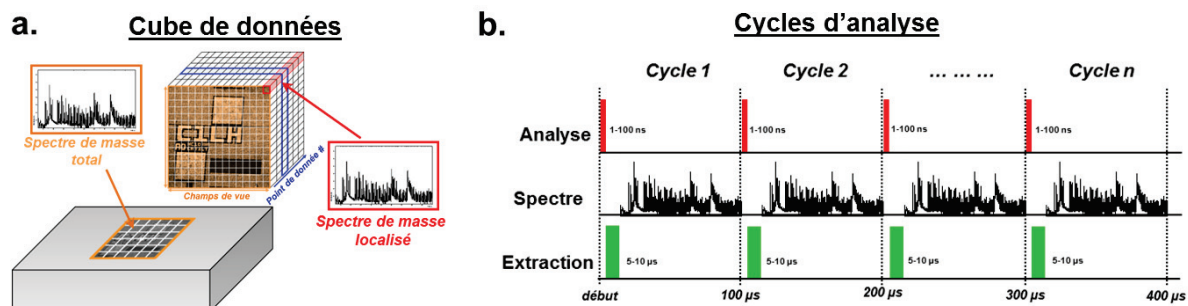 a.
Cube de données
Spectre de masse
total
Champs de vue
Point de donnée #
Spectre de masse
localisé
b.
Cycles d'analyse
Cycle 1
Cycle 2
... ... ...
Cycle n
Analyse
1-100 ns
1-100 ns
1-100 ns
1-100 ns
Spectre
Extraction
5-10 µs
5-10 µs
5-10 µs
5-10 µs
début
100 µs
200 µs
300 µs
400 µs